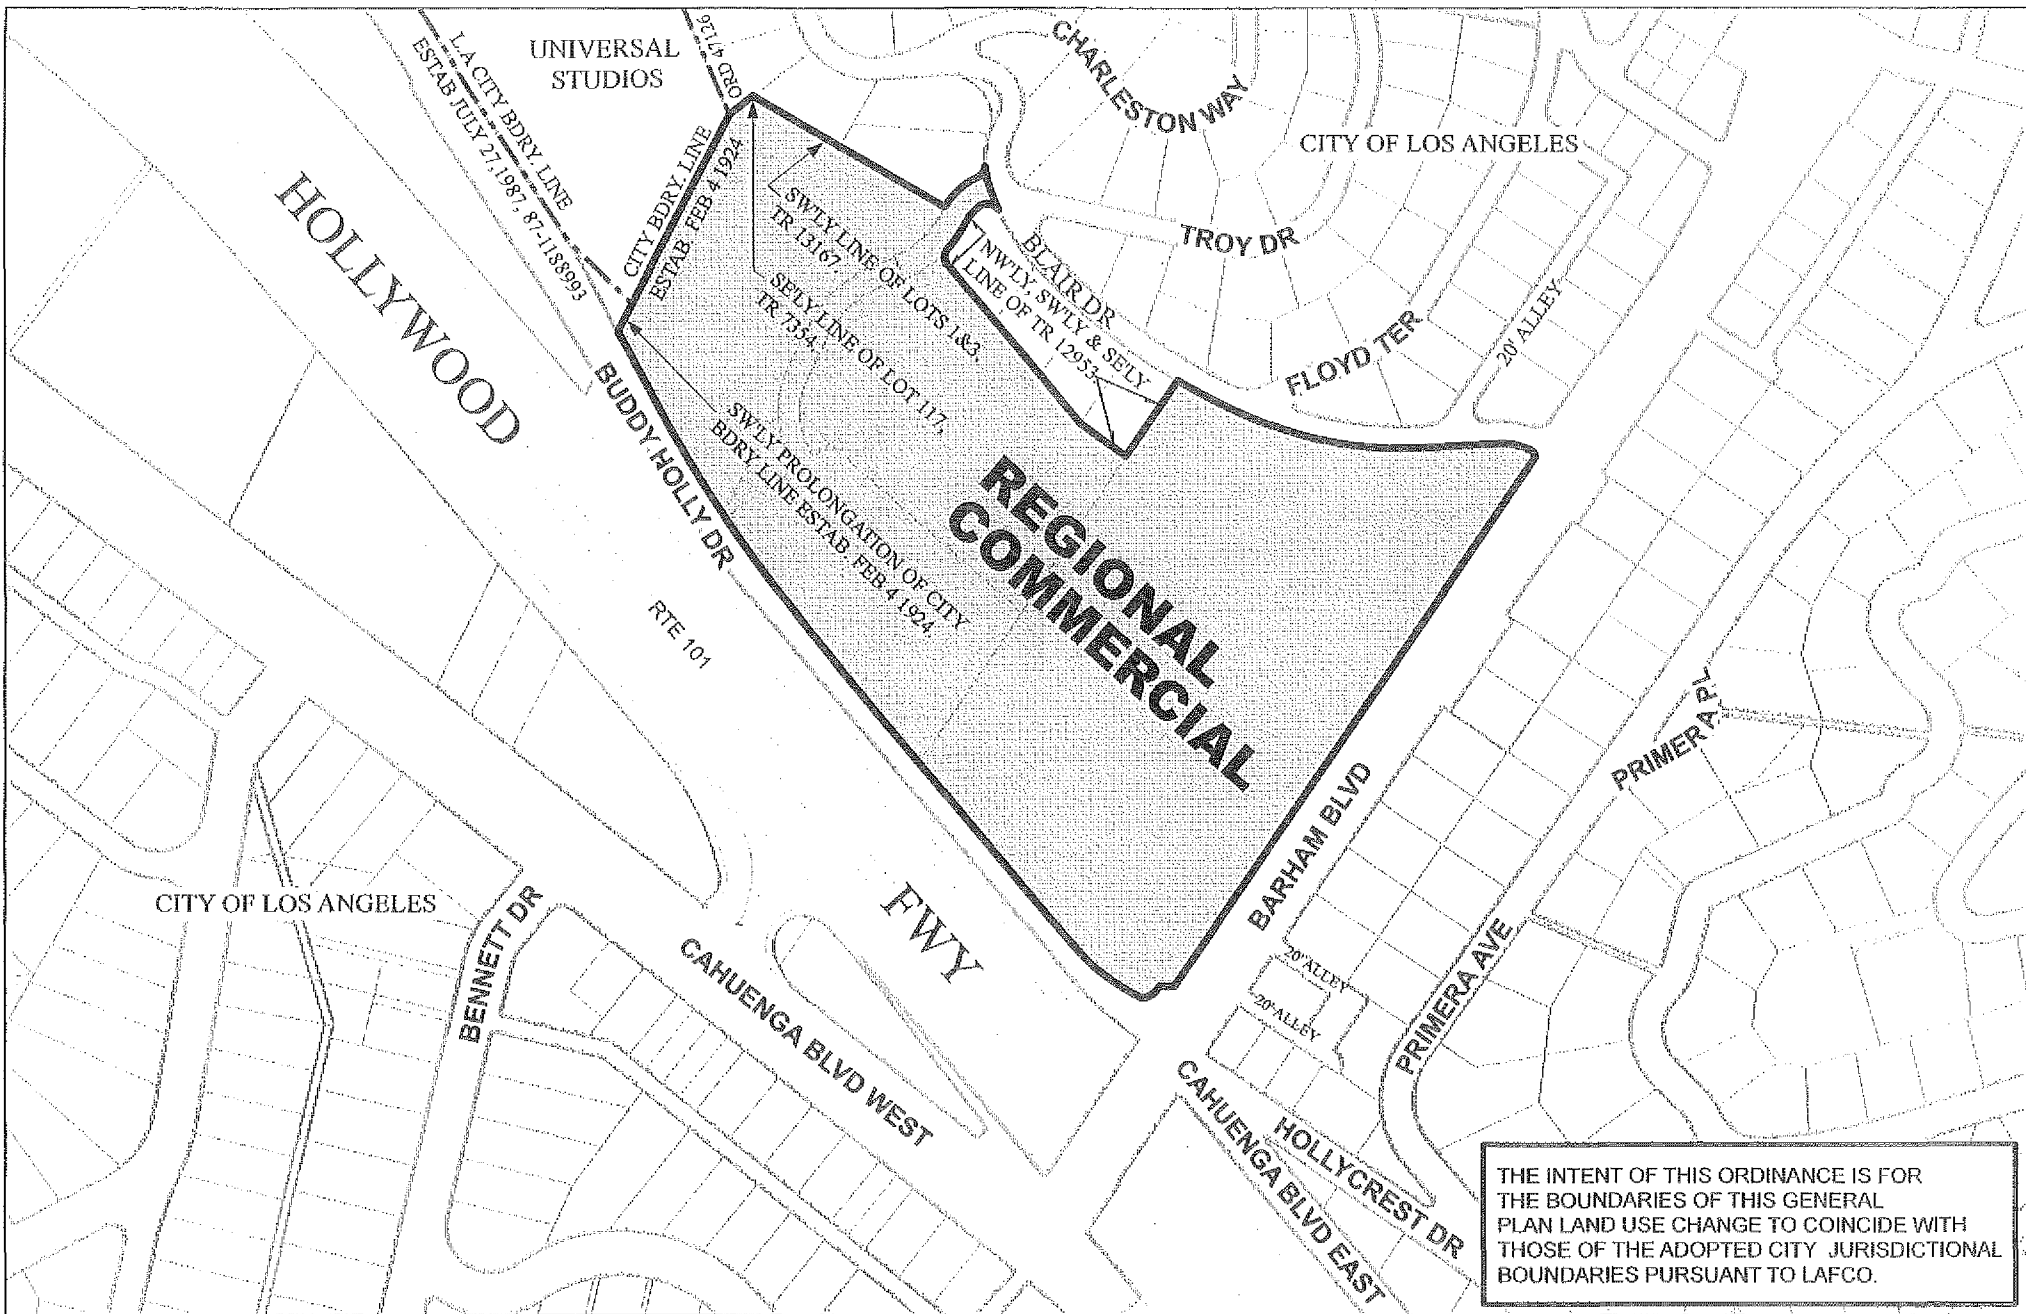 UNIVERSAL
STUDIOS
L.A CITY BDRY. LINE
ESTAB JULY 27, 1987, 87-1188993
ORD 47126
CITY BDRY. LINE
ESTAB. FEB 4 1924
CHARLESTON WAY
CITY OF LOS ANGELES
TROY DR
BLAIR DR
FLOYD TER
20' ALLEY
SW'LY LINE OF LOTS 1&3,
TR 13167.
SE'LY LINE OF LOT 117,
TR 7354.
NW'LY, SW'LY & SE'LY
LINE OF TR 12953.
SW'LY PROLONGATION OF CITY
BDRY. LINE ESTAB. FEB. 4 1924.
HOLLYWOOD
BUDDY HOLLY DR
RTE 101
REGIONAL
COMMERCIAL
FWY
BARHAM BLVD
PRIMERA PL
PRIMERA AVE
20' ALLEY
20' ALLEY
CITY OF LOS ANGELES
BENNETT DR
CAHUENGA BLVD WEST
CAHUENGA BLVD EAST
HOLLYCREST DR
THE INTENT OF THIS ORDINANCE IS FOR
THE BOUNDARIES OF THIS GENERAL
PLAN LAND USE CHANGE TO COINCIDE WITH
THOSE OF THE ADOPTED CITY JURISDICTIONAL
BOUNDARIES PURSUANT TO LAFCO.